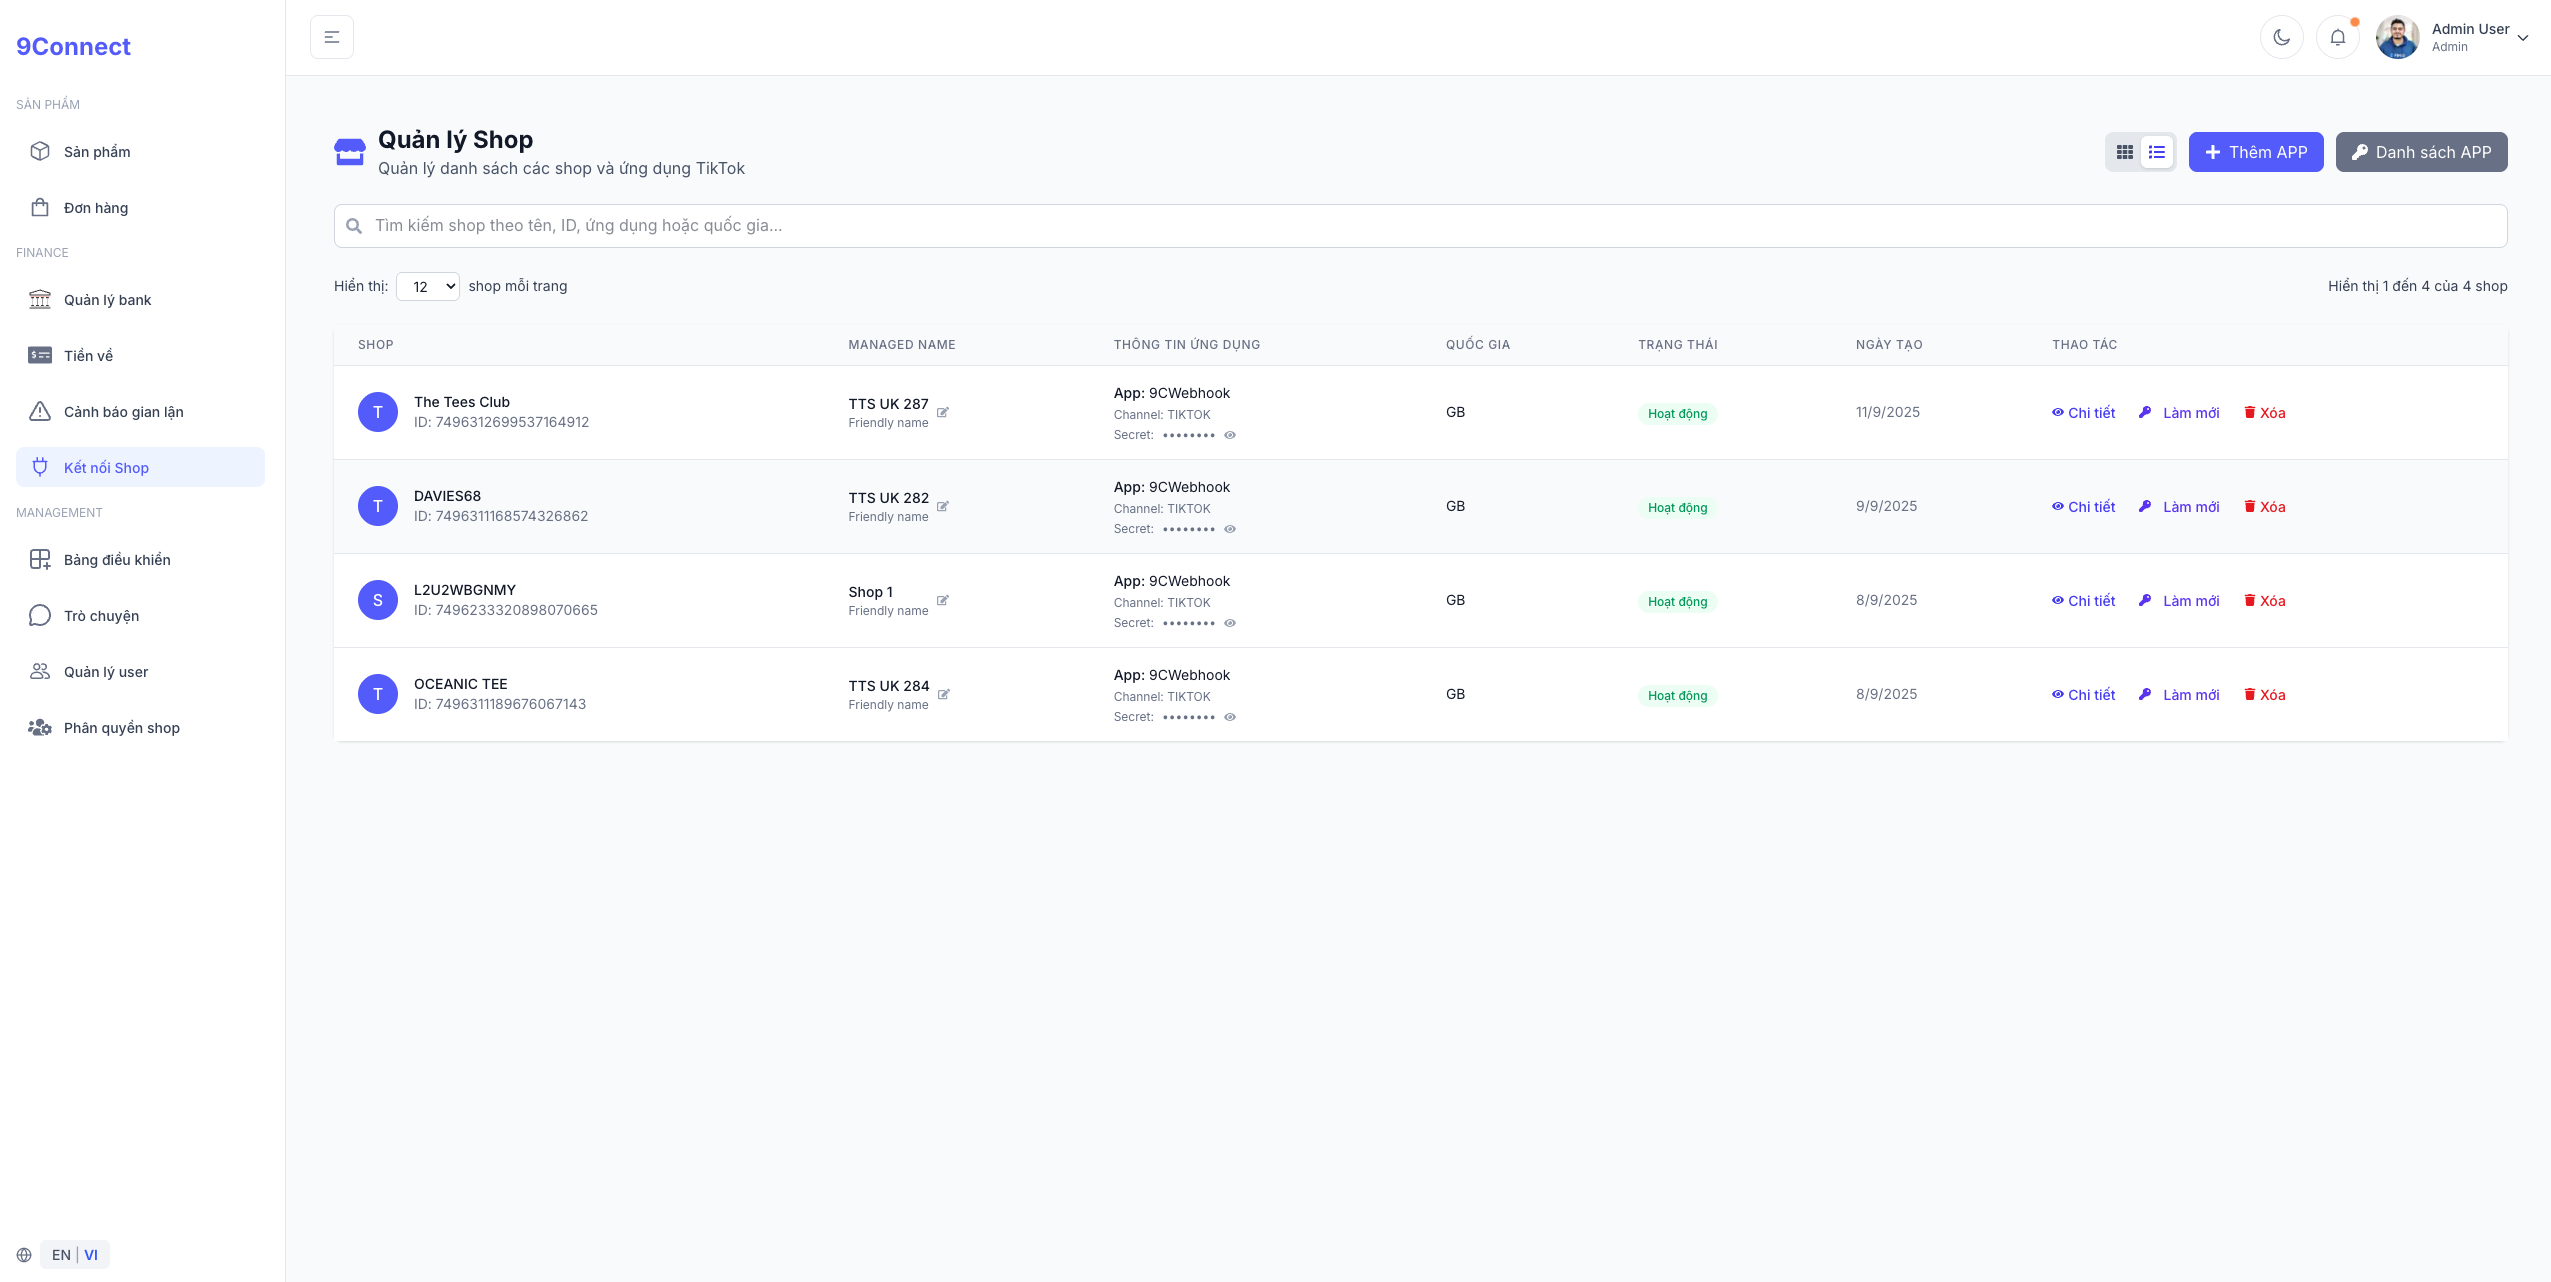 9Connect
SẢN PHẨM
Sản phẩm
Đơn hàng
FINANCE
Quản lý bank
Tiền về
Cảnh báo gian lận
Kết nối Shop
MANAGEMENT
Bảng điều khiển
Trò chuyện
Quản lý user
Phân quyền shop
EN | VI
Admin User
Admin
Quản lý Shop
Quản lý danh sách các shop và ứng dụng TikTok
Thêm APP
Danh sách APP
Tìm kiếm shop theo tên, ID, ứng dụng hoặc quốc gia...
Hiển thị: 12 shop mỗi trang
Hiển thị 1 đến 4 của 4 shop
SHOP MANAGED NAME THÔNG TIN ỨNG DỤNG QUỐC GIA TRẠNG THÁI NGÀY TẠO THAO TÁC
T
The Tees Club
ID: 7496312699537164912
TTS UK 287
Friendly name
App: 9CWebhook
Channel: TIKTOK
Secret: ••••••••
GB
Hoạt động
11/9/2025
Chi tiết Làm mới Xóa
T
DAVIES68
ID: 7496311168574326862
TTS UK 282
Friendly name
App: 9CWebhook
Channel: TIKTOK
Secret: ••••••••
GB
Hoạt động
9/9/2025
Chi tiết Làm mới Xóa
S
L2U2WBGNMY
ID: 7496233320898070665
Shop 1
Friendly name
App: 9CWebhook
Channel: TIKTOK
Secret: ••••••••
GB
Hoạt động
8/9/2025
Chi tiết Làm mới Xóa
T
OCEANIC TEE
ID: 7496311189676067143
TTS UK 284
Friendly name
App: 9CWebhook
Channel: TIKTOK
Secret: ••••••••
GB
Hoạt động
8/9/2025
Chi tiết Làm mới Xóa